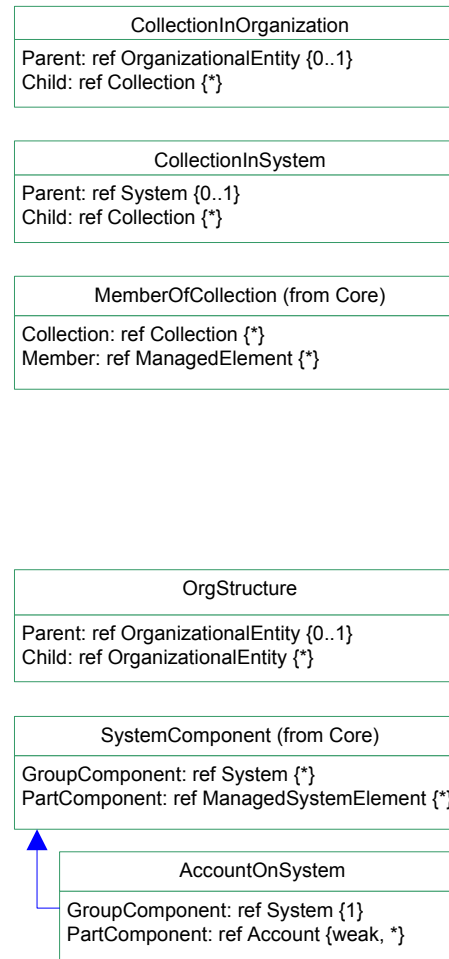 CollectionInOrganization
Parent: ref OrganizationalEntity {0..1}
Child: ref Collection {*}
CollectionInSystem
Parent: ref System {0..1}
Child: ref Collection {*}
MemberOfCollection (from Core)
Collection: ref Collection {*}
Member: ref ManagedElement {*}
OrgStructure
Parent: ref OrganizationalEntity {0..1}
Child: ref OrganizationalEntity {*}
SystemComponent (from Core)
GroupComponent: ref System {*}
PartComponent: ref ManagedSystemElement {*}
AccountOnSystem
GroupComponent: ref System {1}
PartComponent: ref Account {weak, *}